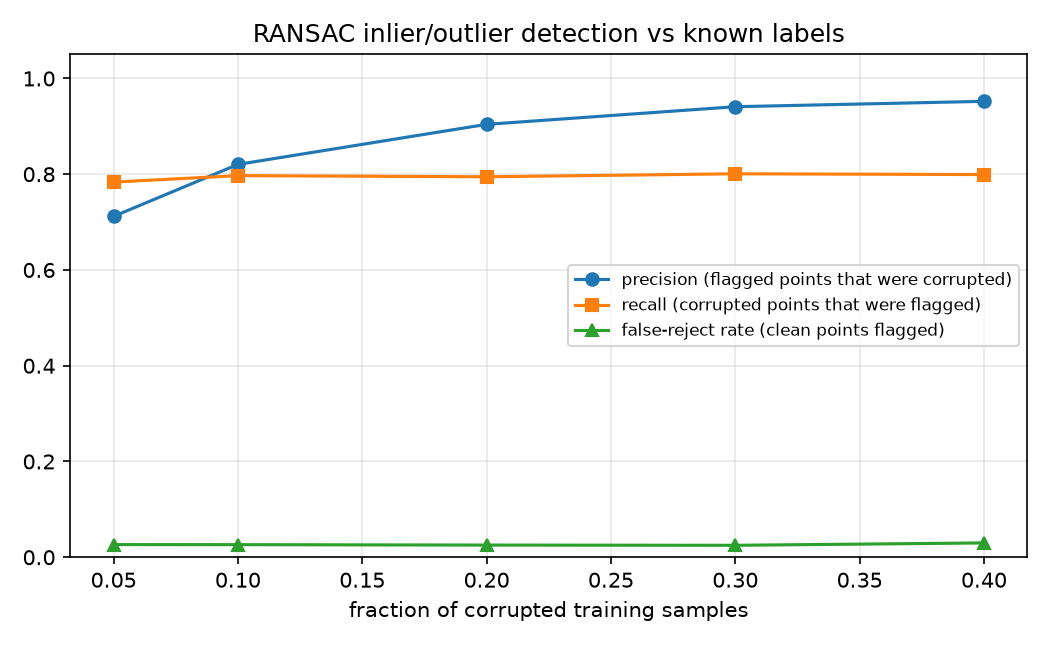 RANSAC inlier/outlier detection vs known labels
1.0
0.8
0.6
0.4
0.2
0.0
precision (flagged points that were corrupted)
recall (corrupted points that were flagged)
false-reject rate (clean points flagged)
0.05 0.10 0.15 0.20 0.25 0.30 0.35 0.40
fraction of corrupted training samples